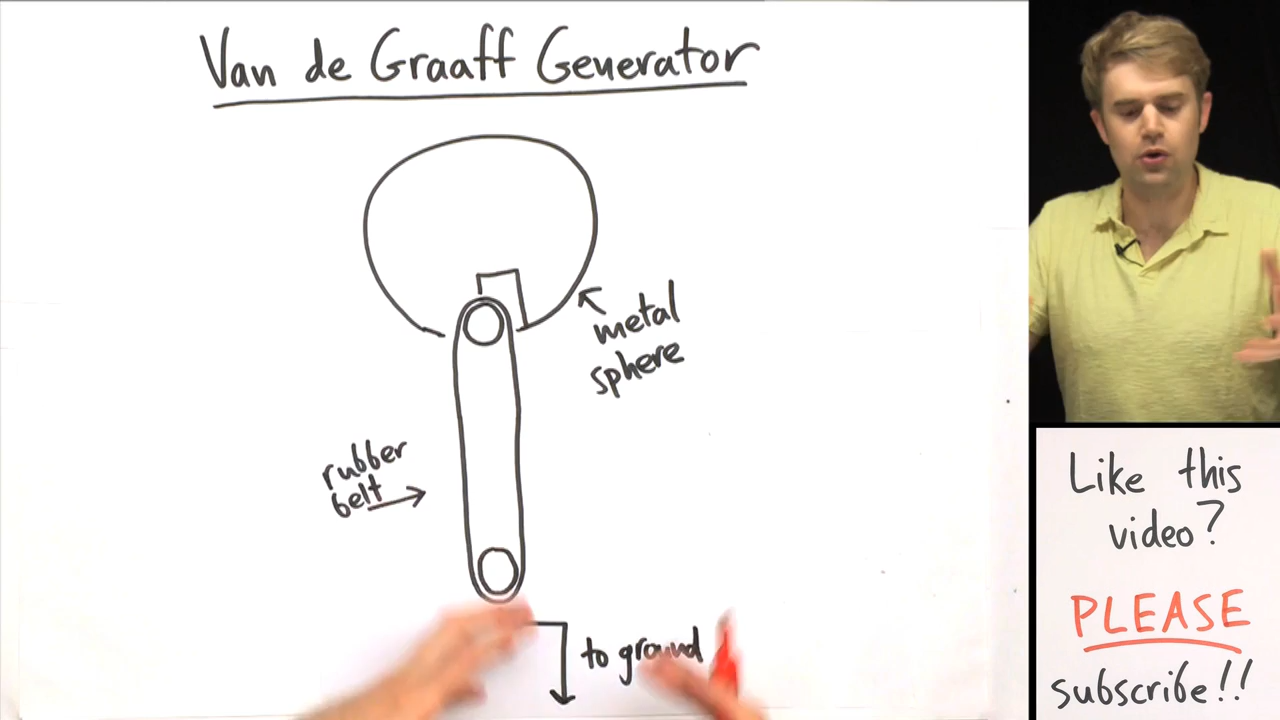 Van de Graaff Generator
metal
sphere
rubber
belt
to ground
Like this
video?
PLEASE
subscribe!!